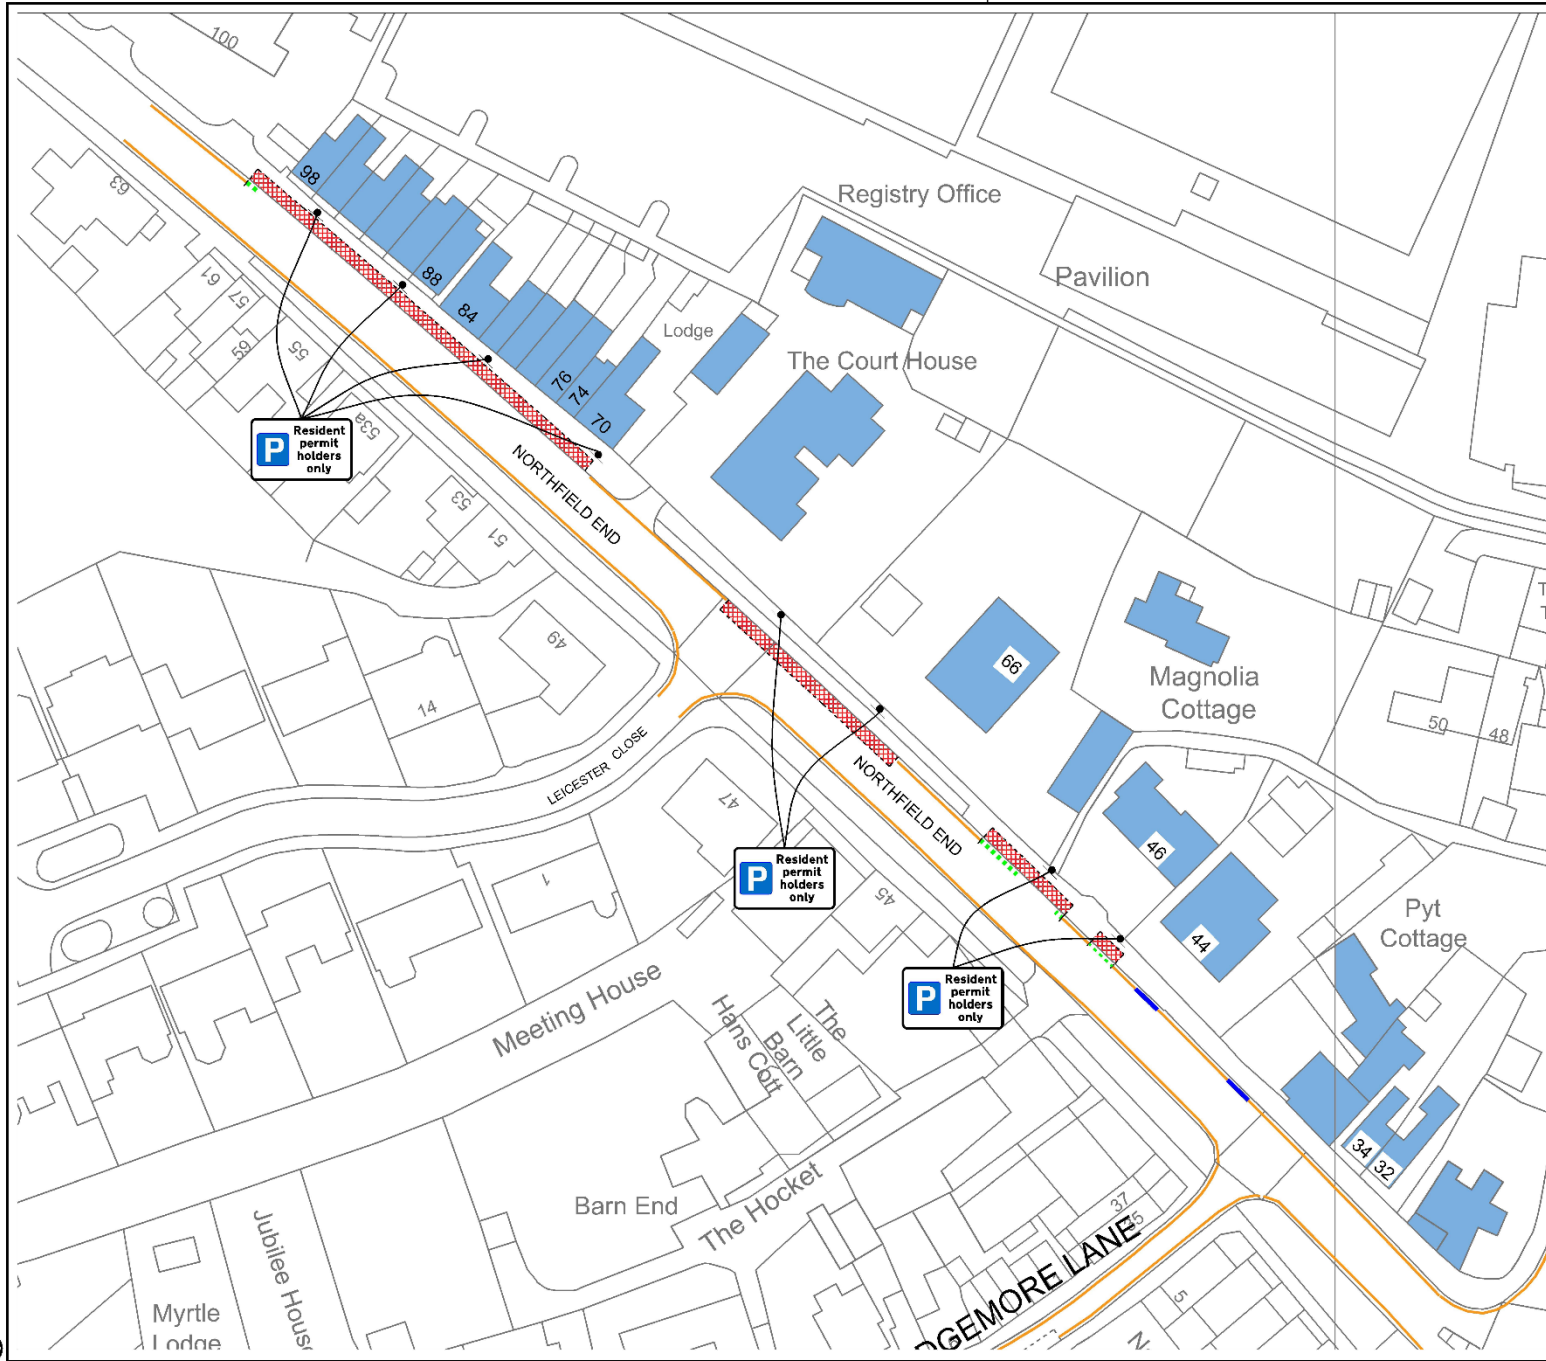 100
63
98
Registry Office
Pavilion
88
61
57
84
59
55
Lodge
The Court House
76
74
70
53a
P
Resident
permit
holders
only
NORTHFIELD END
53
51
49
66
Magnolia
Cottage
14
50
48
LEICESTER CLOSE
47
NORTHFIELD END
46
P
Resident
permit
holders
only
1
45
44
Pyt
Cottage
P
Resident
permit
holders
only
Meeting House
Hans Cott
The
Little
Barn
34
32
Barn End
The Hocket
37
35
DGEMORE LANE
5
Jubilee House
Myrtle
Lodge